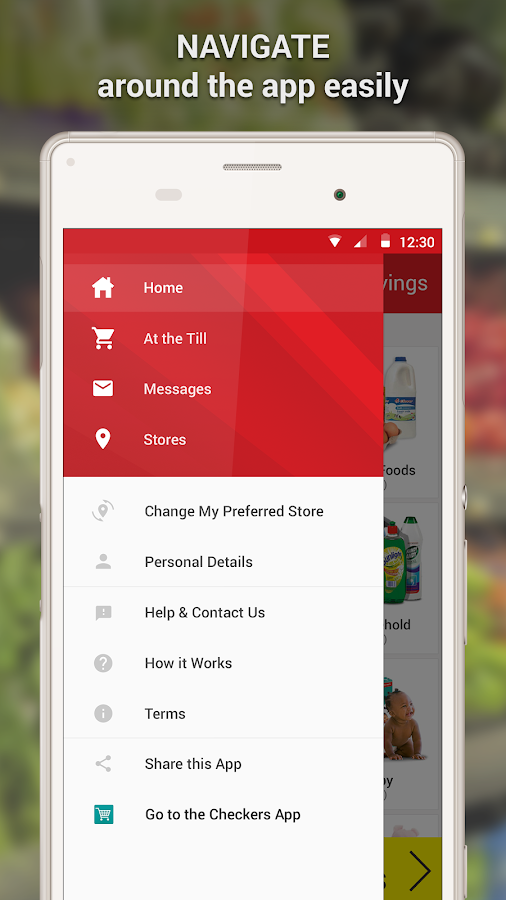 NAVIGATE
around the app easily
12:30
Home
At the Till
Messages
Stores
Change My Preferred Store
Personal Details
Help & Contact Us
How it Works
Terms
Share this App
Go to the Checkers App
vings
Foods
)
hold
)
by
)
s